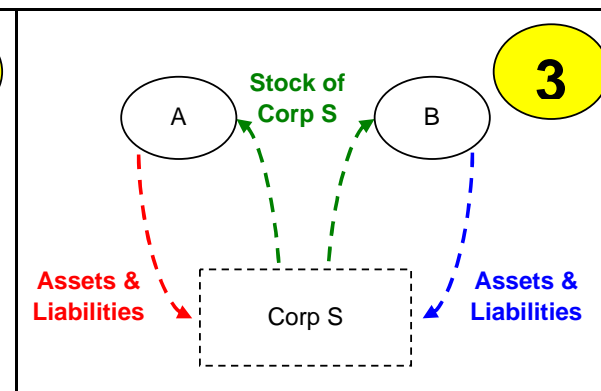 3
Stock of
Corp S
A
B
Assets &
Liabilities
Assets &
Liabilities
Corp S